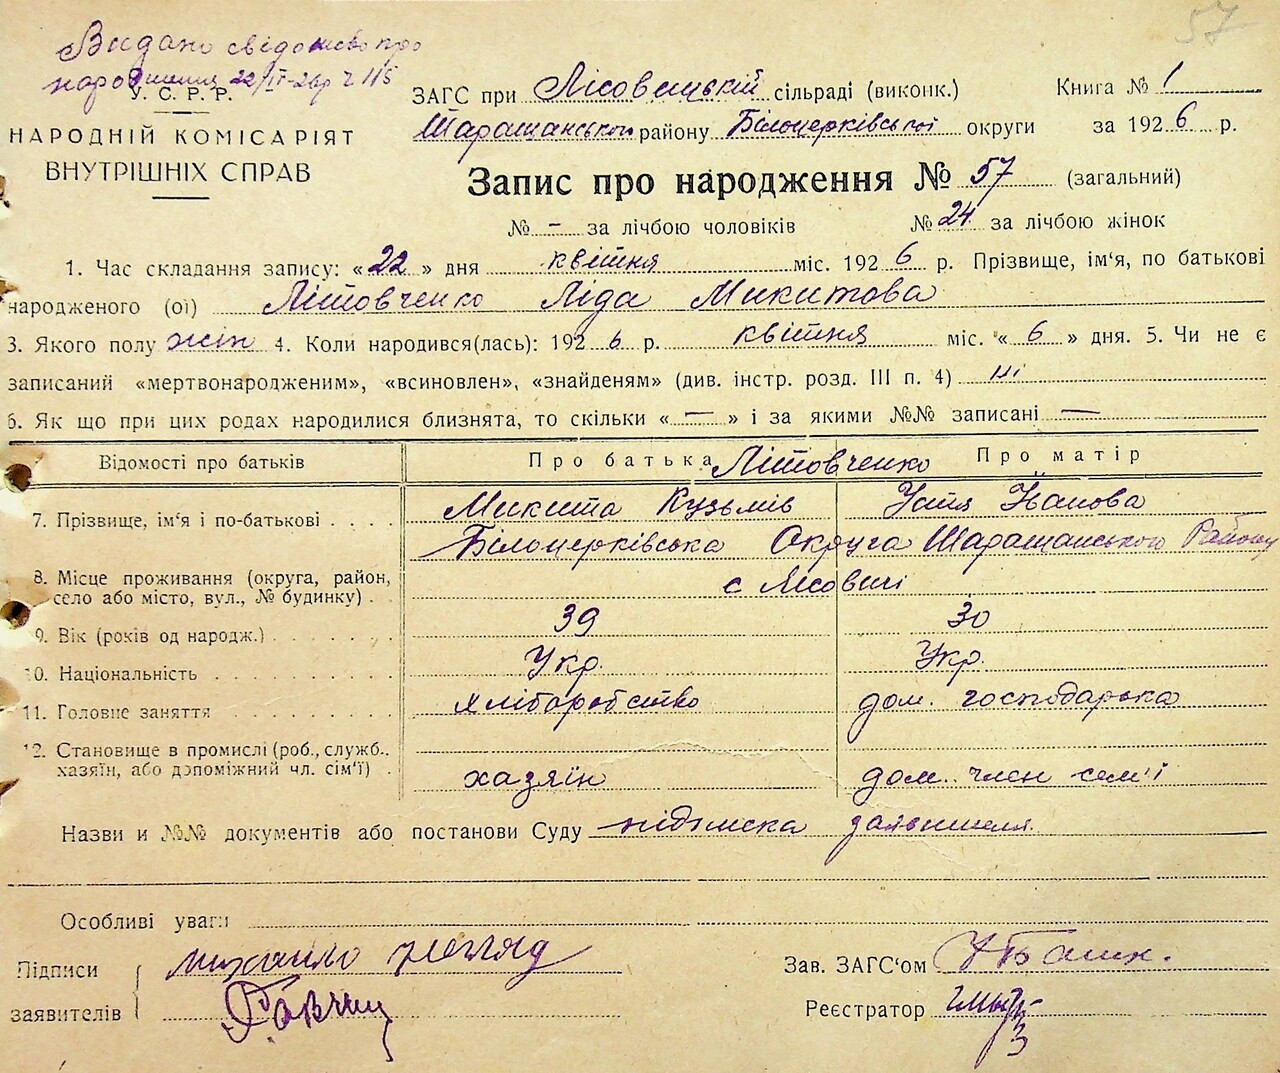 57
Видано свідоцтво про
народження 22/IV-26р ч 115
У. С. Р. Р.
НАРОДНІЙ КОМІСАРІЯТ
ВНУТРІШНІХ СПРАВ
ЗАГС при Лісовецькій сільраді (виконк.) Книга № 1
Таращанського району Білоцерківської округи за 1926 р.
Запис про народження № 57 (загальний)
№ - за лічбою чоловіків № 24 за лічбою жінок
1. Час складання запису: «22» дня квітня міс. 1926 р. Прізвище, ім‘я, по батькові
народженого (ої) Літовченко Ліда Микитова
3. Якого полу жін 4. Коли народився(лась): 1926 р. квітня міс. «6» дня. 5. Чи не є
записаний «мертвонародженим», «всиновлен», «знайденям» (див. інстр. розд. III п. 4) ні
6. Як що при цих родах народилися близнята, то скільки «—» і за якими №№ записані —
Відомості про батьків Про батька Літовченко Про матір
7. Прізвище, ім‘я і по-батькові Микита Кузьмів Устя Іванова
Білоцерківська Округа Таращанського Району
8. Місце проживання (округа, район, село або місто, вул., № будинку) с Лісовичі
9. Вік (років од народж.) 39 30
10. Національність Укр. Укр.
11. Головне заняття хліборобство дом. господарька
12. Становище в промислі (роб., служб.,
хазяїн, або допоміжний чл. сім‘ї) хазяїн дом. член сем'ї
Назви и №№ документів або постанови Суду підписка заявителя
Особливі уваги
Підписи Михайло
заявителів
Зав. ЗАГС‘ом
Реєстратор